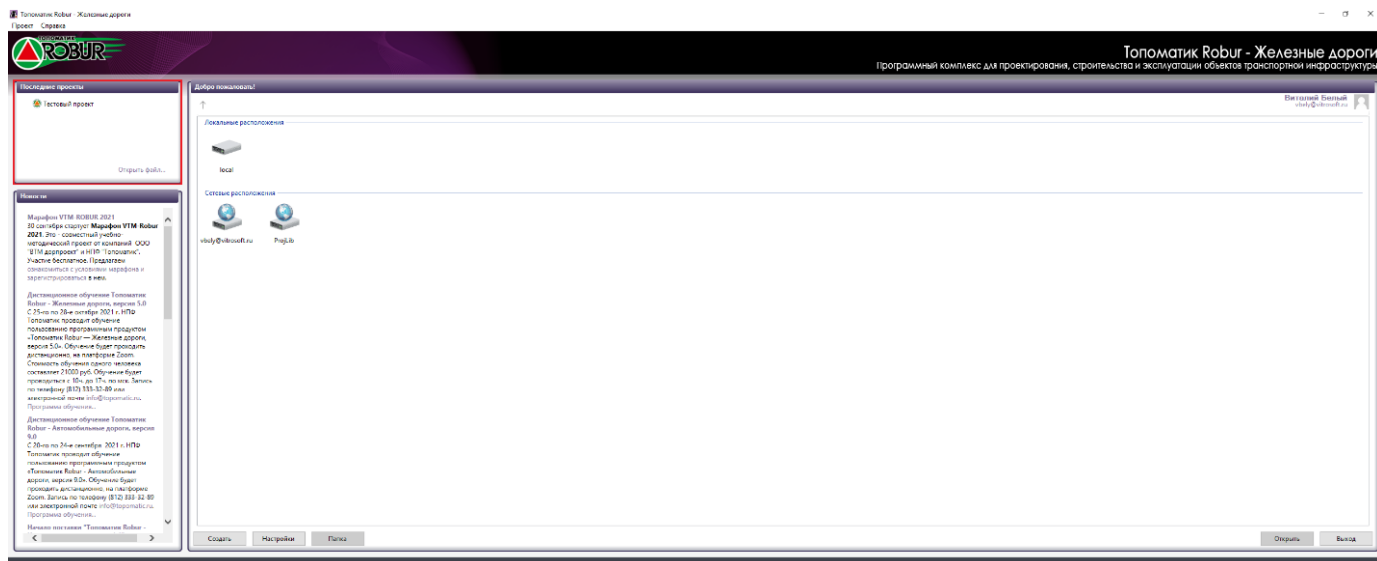 Топоматик Robur - Железные дороги
Проект Справка
ТОПОМАТИК
ROBUR
Топоматик Robur - Железные дороги
Программный комплекс для проектирования, строительства и эксплуатации объектов транспортной инфраструктуры
Последние проекты
Тестовый проект
Открыть файл...
Новости
Марафон VTM ROBUR 2021
30 сентября стартует Марафон VTM Robur
2021. Это - совместный учебно-
методический проект от компаний ООО
"ВТМ дорпроект" и НПФ "Топоматик".
Участие бесплатное. Предлагаем
ознакомиться с условиями марафона и
зарегистрироваться в нем.
Дистанционное обучение Топоматик
Robur - Железные дороги, версия 5.0
С 25-го по 28-е октября 2021 г. НПФ
Топоматик проводит обучение
пользованию программным продуктом
«Топоматик Robur — Железные дороги,
версия 5.0». Обучение будет проходить
дистанционно, на платформе Zoom.
Стоимость обучения одного человека
составляет 21000 руб. Обучение будет
проводиться с 10ч. до 17ч. по мск. Запись
по телефону (812) 333-32-89 или
электронной почте info@topomatic.ru.
Программа обучения...
Дистанционное обучение Топоматик
Robur - Автомобильные дороги, версия
9.0
С 20-го по 24-е сентября 2021 г. НПФ
Топоматик проводит обучение
пользованию программным продуктом
«Топоматик Robur - Автомобильные
дороги, версия 9.0». Обучение будет
проходить дистанционно, на платформе
Zoom. Запись по телефону (812) 333-32-89
или электронной почте info@topomatic.ru.
Программа обучения...
Начало поставки "Топоматик Robur -
Добро пожаловать!
Виталий Белый
vbely@vitrosoft.ru
Локальные расположения
local
Сетевые расположения
vbely@vitrosoft.ru ProjLib
Создать Настройки Папка Открыть Выход